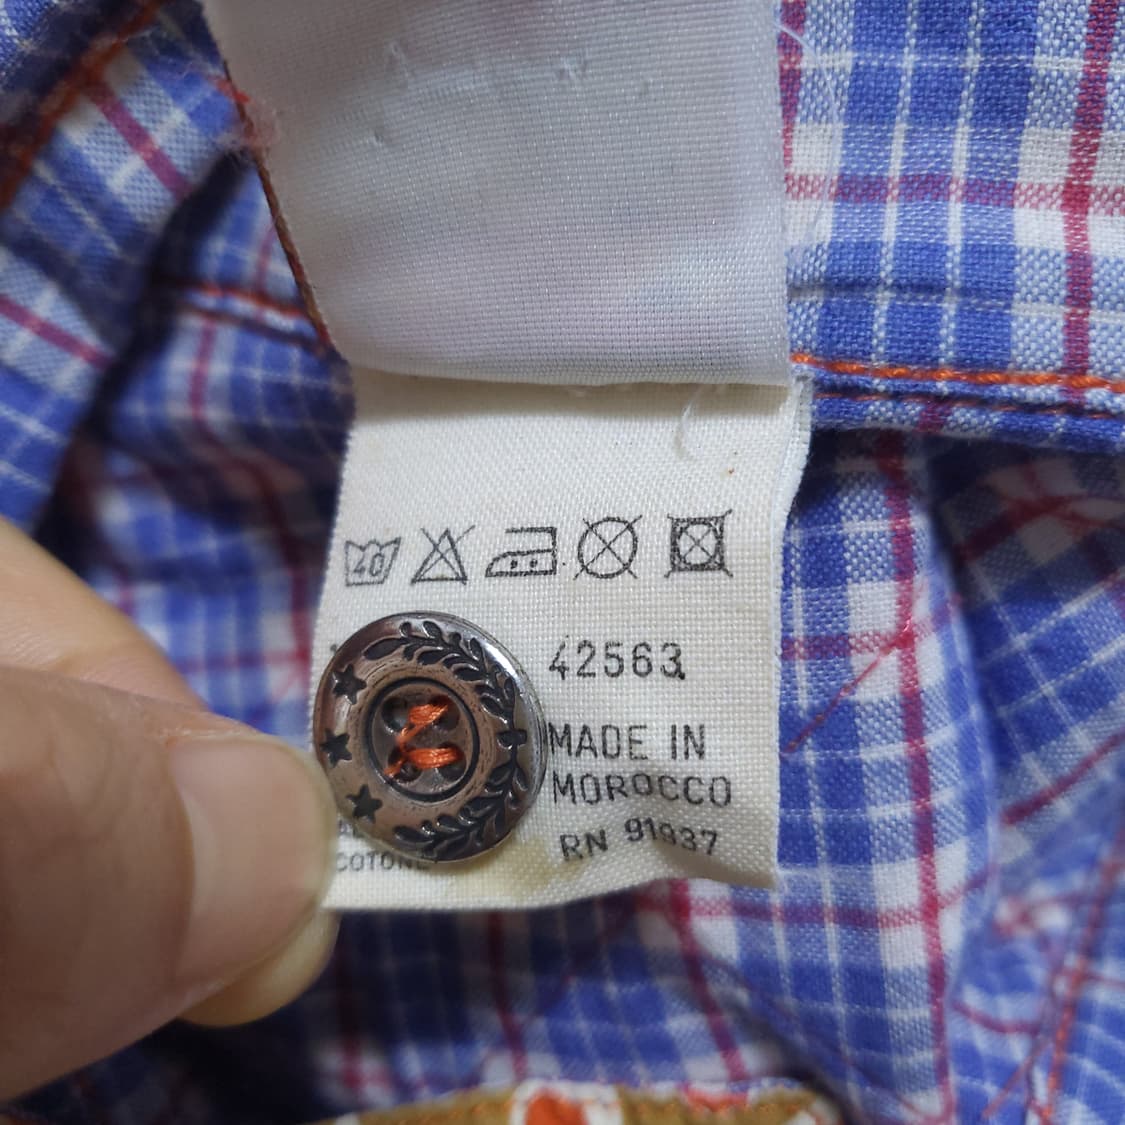 40
42563
MADE IN
MOROCCO
RN 91937
COTONE